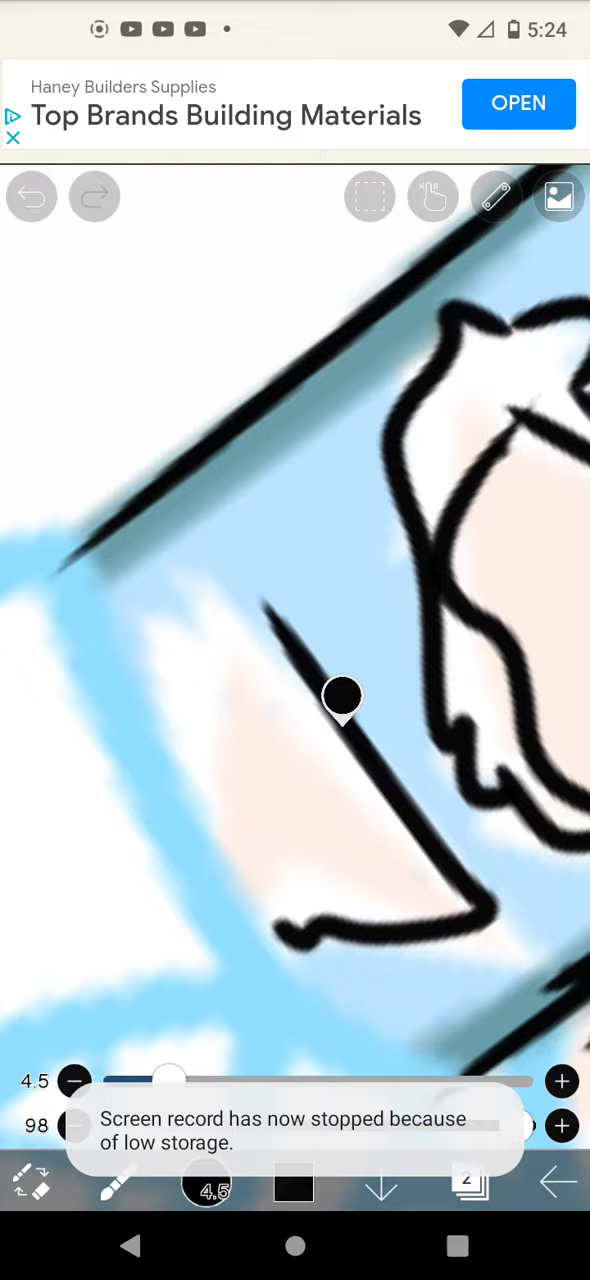 5:24
Haney Builders Supplies
Top Brands Building Materials
OPEN
4.5
98
Screen record has now stopped because
of low storage.
4.5
2